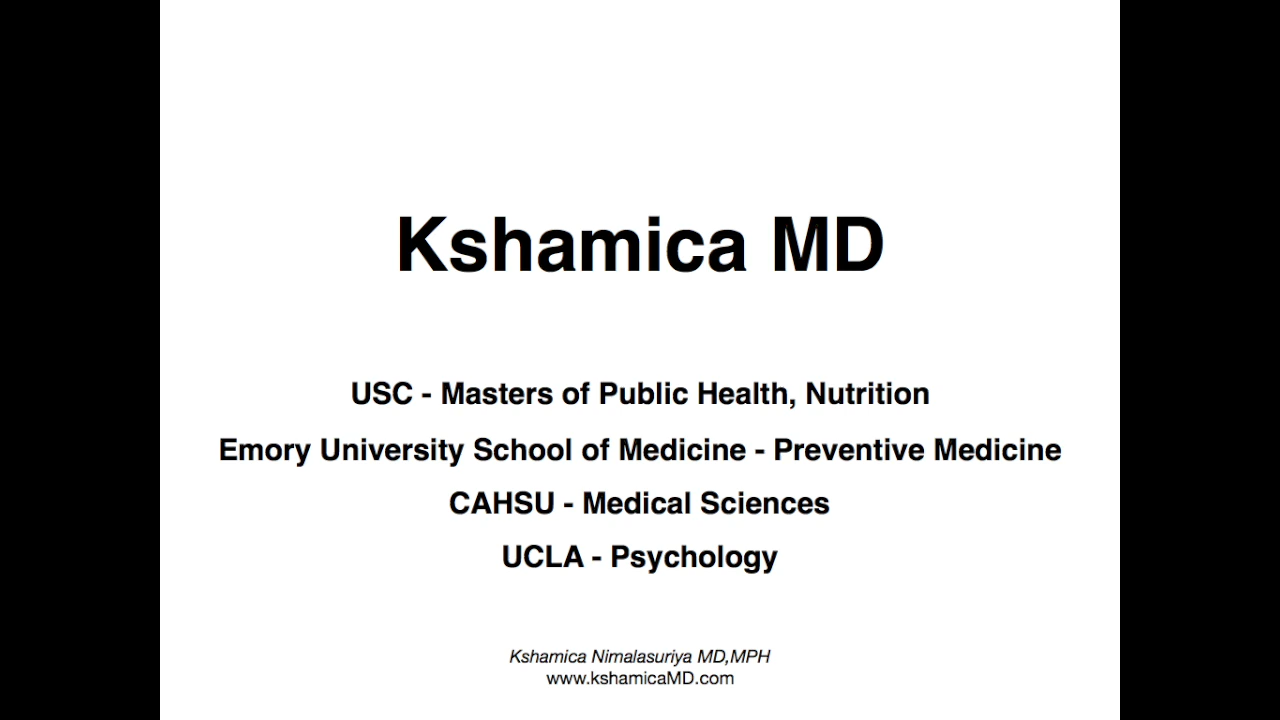 Kshamica MD
USC - Masters of Public Health, Nutrition
Emory University School of Medicine - Preventive Medicine
CAHSU - Medical Sciences
UCLA - Psychology
Kshamica Nimalasuriya MD,MPH
www.kshamicaMD.com